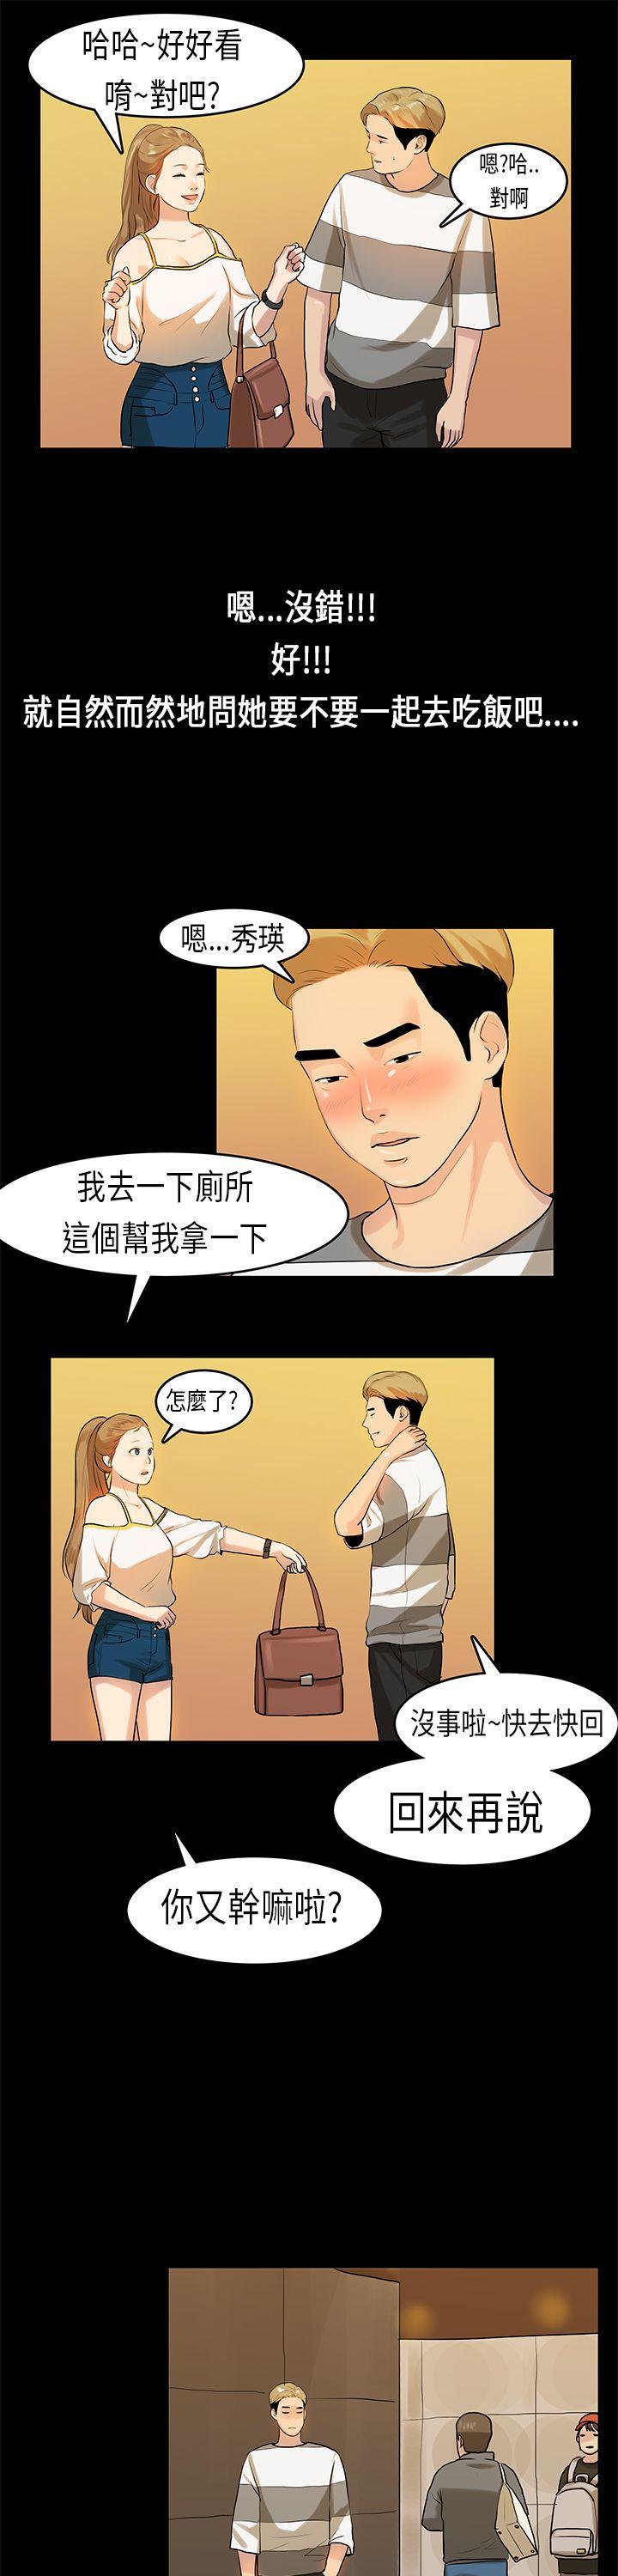 哈哈~好好看
唷~對吧?
嗯?哈..
對啊
嗯...沒錯!!!
好!!!
就自然而然地問她要不要一起去吃飯吧....
嗯...秀瑛
我去一下廁所
這個幫我拿一下
怎麼了?
沒事啦~快去快回
回來再說
你又幹嘛啦?